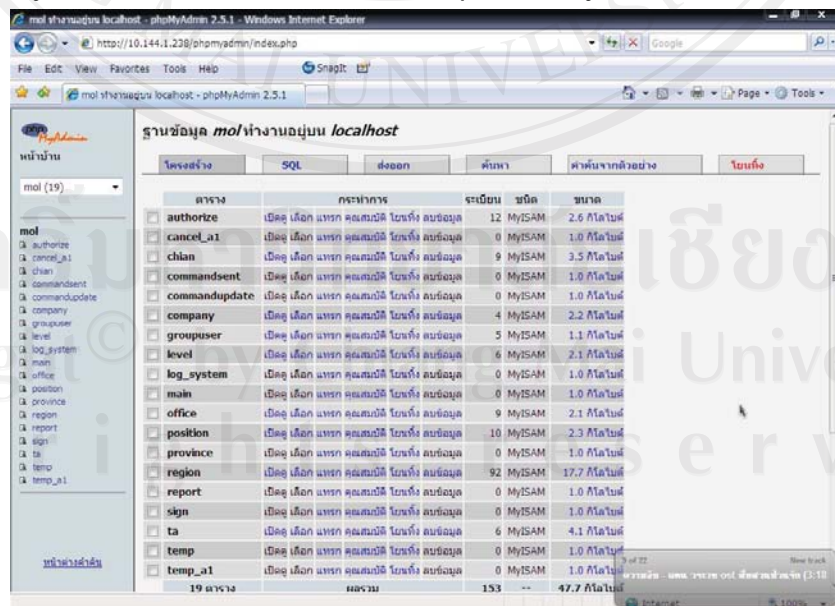 mol ทำงานอยู่บน localhost - phpMyAdmin 2.5.1 - Windows Internet Explorer
http://10.144.1.238/phpmyadmin/index.php
Google
File Edit View Favorites Tools Help
SnagIt
mol ทำงานอยู่บน localhost - phpMyAdmin 2.5.1
Page Tools
phpMyAdmin
หน้าบ้าน
mol (19)
mol
authorize
cancel_a1
chian
commandsent
commandupdate
company
groupuser
level
log_system
main
office
position
province
region
report
sign
ta
temp
temp_a1
หน้าต่างคำค้น
ฐานข้อมูล mol ทำงานอยู่บน localhost
โครงสร้าง SQL ส่งออก ค้นหา คำค้นจากตัวอย่าง โยนทิ้ง
ตาราง กระทำการ ระเบียน ชนิด ขนาด
authorize เปิดดู เลือก แทรก คุณสมบัติ โยนทิ้ง ลบข้อมูล 12 MyISAM 2.6 กิโลไบต์
cancel_a1 เปิดดู เลือก แทรก คุณสมบัติ โยนทิ้ง ลบข้อมูล 0 MyISAM 1.0 กิโลไบต์
chian เปิดดู เลือก แทรก คุณสมบัติ โยนทิ้ง ลบข้อมูล 9 MyISAM 3.5 กิโลไบต์
commandsent เปิดดู เลือก แทรก คุณสมบัติ โยนทิ้ง ลบข้อมูล 0 MyISAM 1.0 กิโลไบต์
commandupdate เปิดดู เลือก แทรก คุณสมบัติ โยนทิ้ง ลบข้อมูล 0 MyISAM 1.0 กิโลไบต์
company เปิดดู เลือก แทรก คุณสมบัติ โยนทิ้ง ลบข้อมูล 4 MyISAM 2.2 กิโลไบต์
groupuser เปิดดู เลือก แทรก คุณสมบัติ โยนทิ้ง ลบข้อมูล 5 MyISAM 1.1 กิโลไบต์
level เปิดดู เลือก แทรก คุณสมบัติ โยนทิ้ง ลบข้อมูล 6 MyISAM 2.1 กิโลไบต์
log_system เปิดดู เลือก แทรก คุณสมบัติ โยนทิ้ง ลบข้อมูล 0 MyISAM 1.0 กิโลไบต์
main เปิดดู เลือก แทรก คุณสมบัติ โยนทิ้ง ลบข้อมูล 0 MyISAM 1.0 กิโลไบต์
office เปิดดู เลือก แทรก คุณสมบัติ โยนทิ้ง ลบข้อมูล 9 MyISAM 2.1 กิโลไบต์
position เปิดดู เลือก แทรก คุณสมบัติ โยนทิ้ง ลบข้อมูล 10 MyISAM 2.3 กิโลไบต์
province เปิดดู เลือก แทรก คุณสมบัติ โยนทิ้ง ลบข้อมูล 0 MyISAM 1.0 กิโลไบต์
region เปิดดู เลือก แทรก คุณสมบัติ โยนทิ้ง ลบข้อมูล 92 MyISAM 17.7 กิโลไบต์
report เปิดดู เลือก แทรก คุณสมบัติ โยนทิ้ง ลบข้อมูล 0 MyISAM 1.0 กิโลไบต์
sign เปิดดู เลือก แทรก คุณสมบัติ โยนทิ้ง ลบข้อมูล 0 MyISAM 1.0 กิโลไบต์
ta เปิดดู เลือก แทรก คุณสมบัติ โยนทิ้ง ลบข้อมูล 6 MyISAM 4.1 กิโลไบต์
temp เปิดดู เลือก แทรก คุณสมบัติ โยนทิ้ง ลบข้อมูล 0 MyISAM 1.0 กิโลไบต์
temp_a1 เปิดดู เลือก แทรก คุณสมบัติ โยนทิ้ง ลบข้อมูล 0 MyISAM 1.0 กิโลไบต์
19 ตาราง ผลรวม 153 -- 47.7 กิโลไบต์
9 of 22 New track
(3:18
Internet 100%